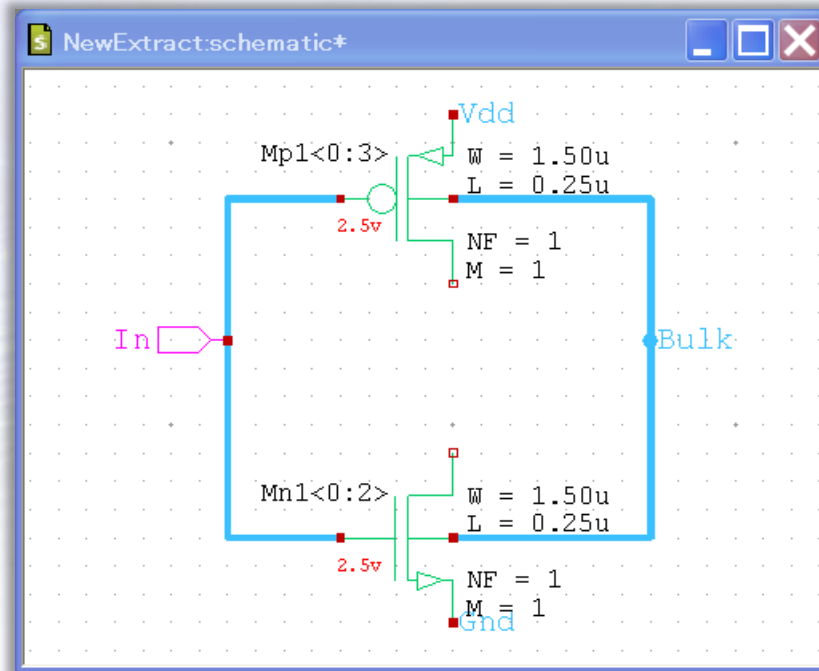 NewExtract:schematic*
Vdd
Mp1<0:3>
W = 1.50u
L = 0.25u
2.5v
NF = 1
M = 1
In
Bulk
Mn1<0:2>
W = 1.50u
L = 0.25u
2.5v
NF = 1
M = 1
Gnd